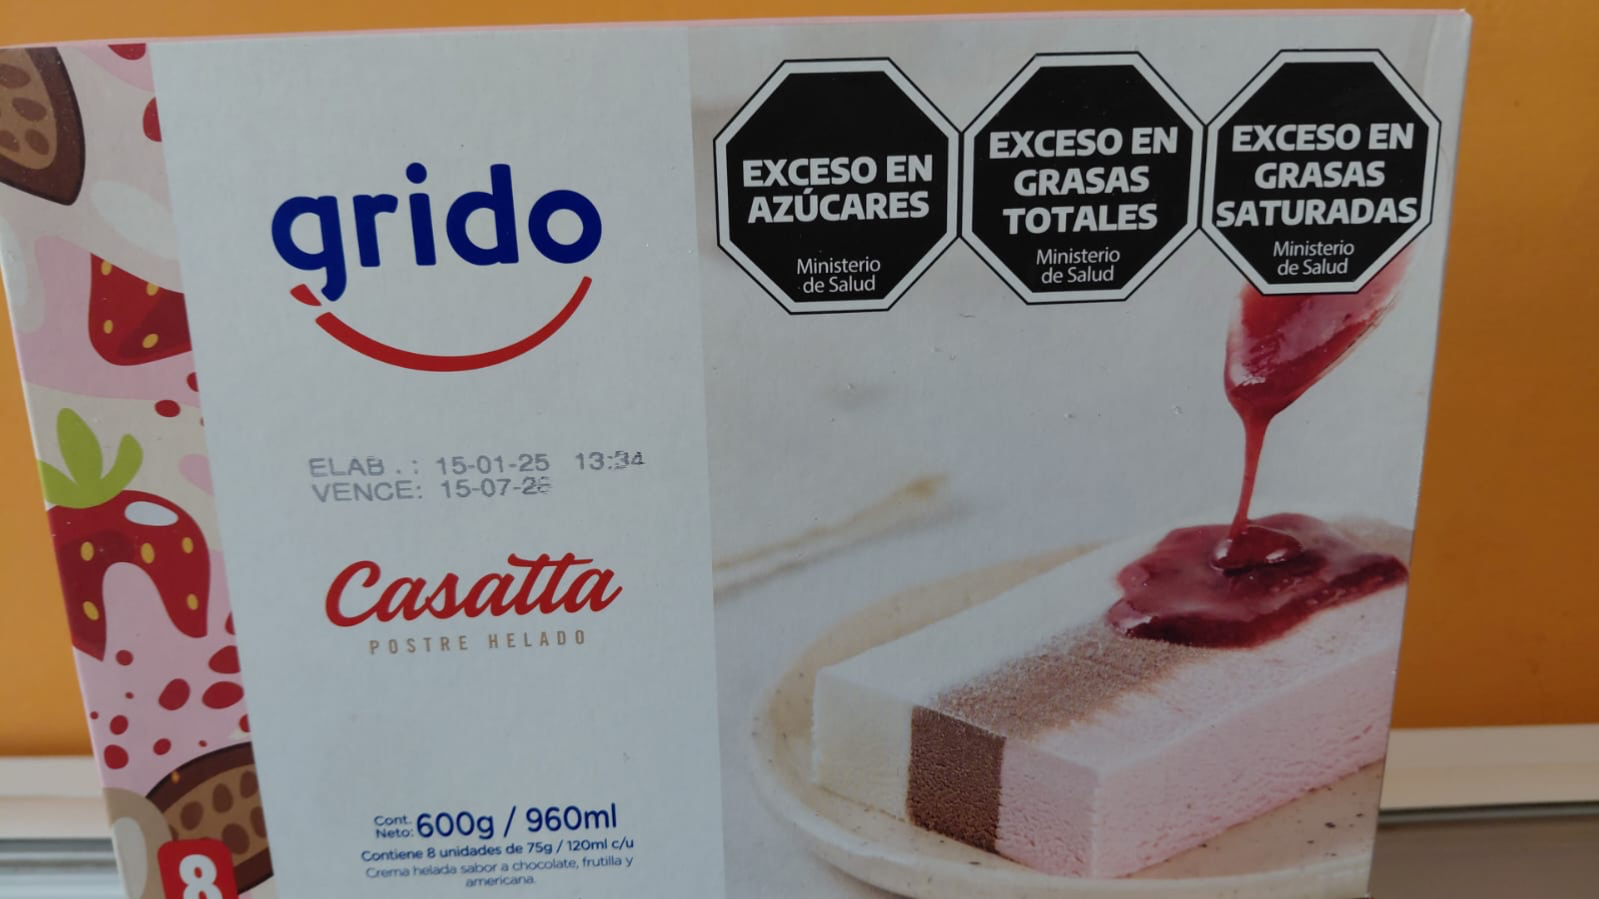 grido
ELAB.: 15-01-25 13:34
VENCE: 15-07-26
Casatta
POSTRE HELADO
Cont.
Neto: 600g / 960ml
Contiene 8 unidades de 75g / 120ml c/u
Crema helada sabor a chocolate, frutilla y
americana.
8
EXCESO EN
AZÚCARES
Ministerio
de Salud
EXCESO EN
GRASAS
TOTALES
Ministerio
de Salud
EXCESO EN
GRASAS
SATURADAS
Ministerio
de Salud